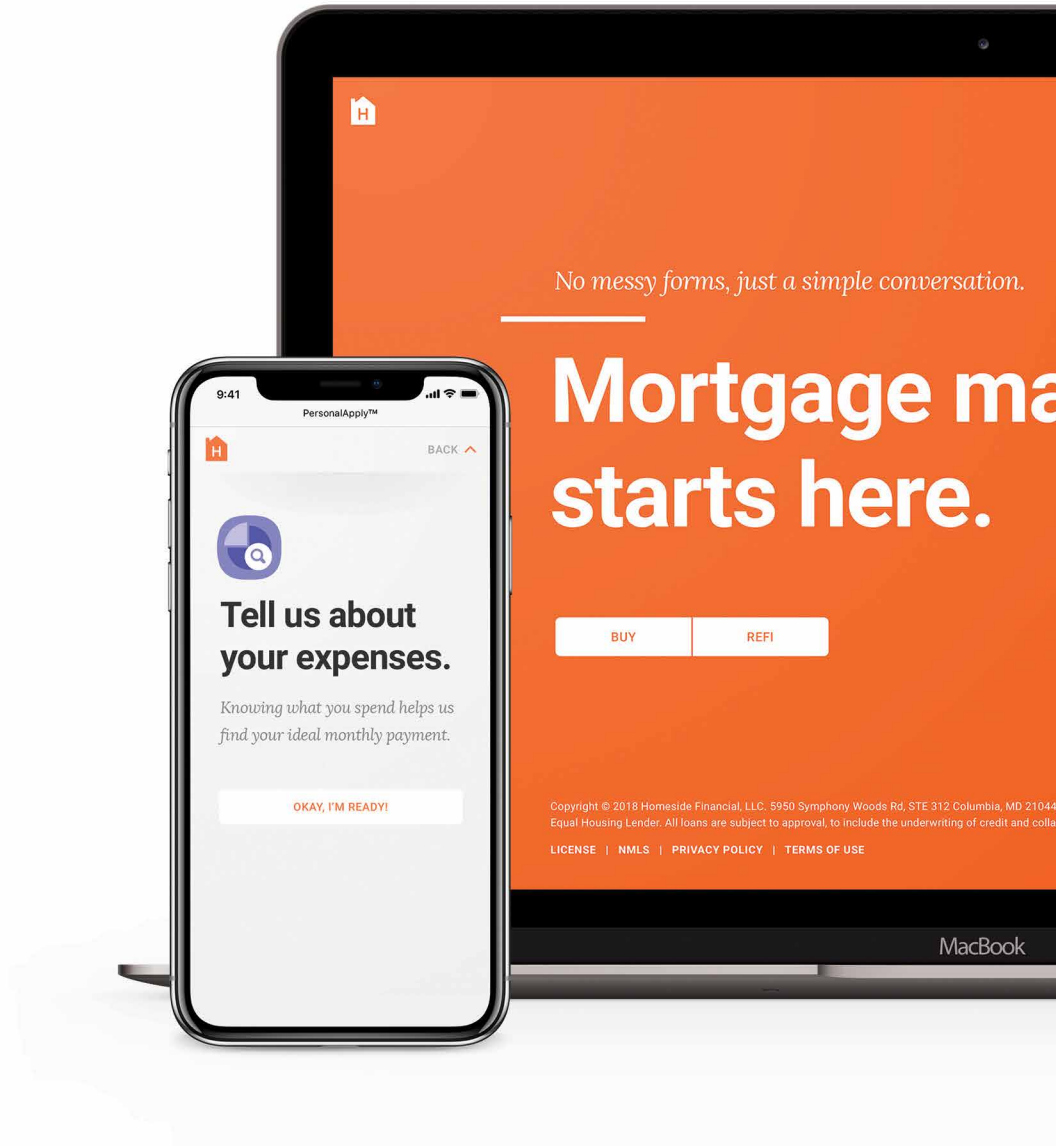 H
No messy forms, just a simple conversation.
Mortgage ma
starts here.
BUY REFI
Copyright © 2018 Homeside Financial, LLC. 5950 Symphony Woods Rd, STE 312 Columbia, MD 21044
Equal Housing Lender. All loans are subject to approval, to include the underwriting of credit and colla
LICENSE | NMLS | PRIVACY POLICY | TERMS OF USE
MacBook
9:41
PersonalApply™
H
BACK
Tell us about
your expenses.
Knowing what you spend helps us
find your ideal monthly payment.
OKAY, I'M READY!